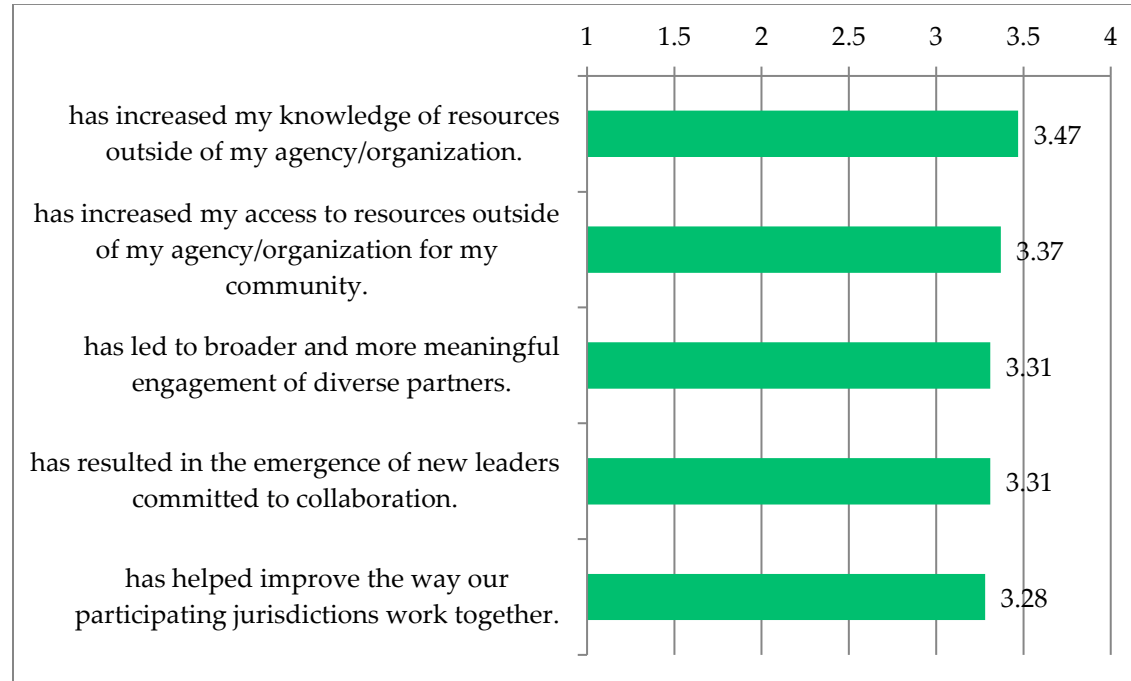 1 1.5 2 2.5 3 3.5 4
has increased my knowledge of resources
outside of my agency/organization.
3.47
has increased my access to resources outside
of my agency/organization for my
community.
3.37
has led to broader and more meaningful
engagement of diverse partners.
3.31
has resulted in the emergence of new leaders
committed to collaboration.
3.31
has helped improve the way our
participating jurisdictions work together.
3.28